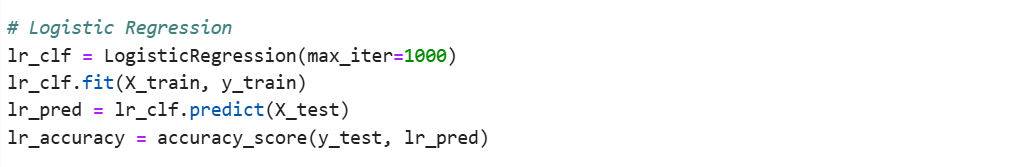 # Logistic Regression
lr_clf = LogisticRegression(max_iter=1000)
lr_clf.fit(X_train, y_train)
lr_pred = lr_clf.predict(X_test)
lr_accuracy = accuracy_score(y_test, lr_pred)